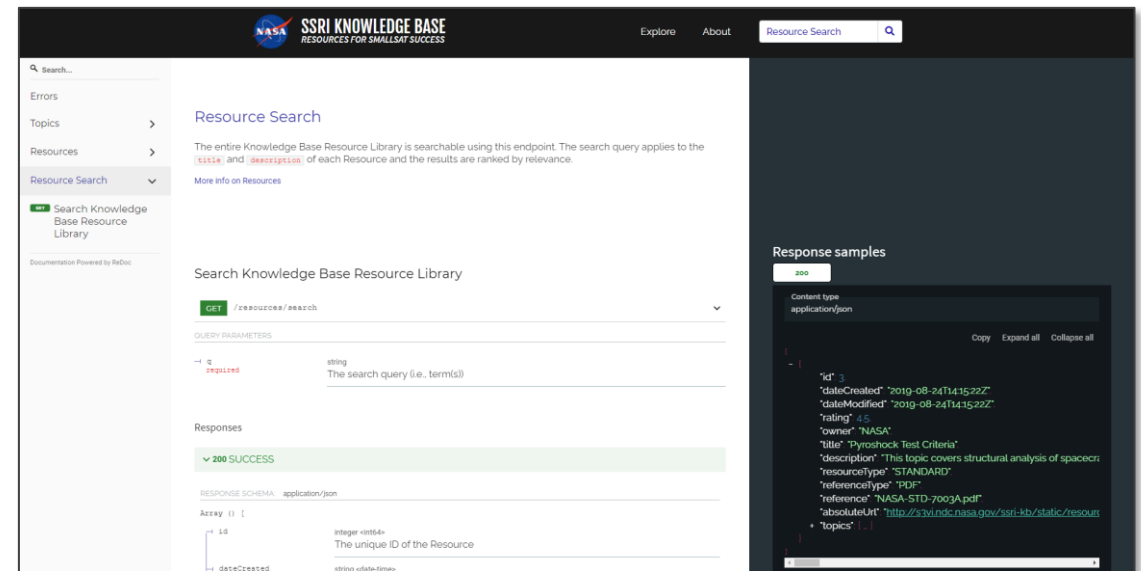 NASA
SSRI KNOWLEDGE BASE
RESOURCES FOR SMALLSAT SUCCESS
Explore
About
Resource Search
Search...
Errors
Topics
Resources
Resource Search
GET Search Knowledge
Base Resource
Library
Documentation Powered by ReDoc
Resource Search
The entire Knowledge Base Resource Library is searchable using this endpoint. The search query applies to the
title and description of each Resource and the results are ranked by relevance.
More info on Resources
Search Knowledge Base Resource Library
GET /resources/search
QUERY PARAMETERS
q
required
string
The search query (i.e., term(s))
Responses
200 SUCCESS
RESPONSE SCHEMA: application/json
Array () [
id
integer <int64>
The unique ID of the Resource
dateCreated
string <date-time>
Response samples
200
Content type
application/json
Copy Expand all Collapse all
[
- {
"id": 3,
"dateCreated": "2019-08-24T14:15:22Z",
"dateModified": "2019-08-24T14:15:22Z",
"rating": 4.5,
"owner": "NASA",
"title": "Pyroshock Test Criteria",
"description": "This topic covers structural analysis of spacecra
"resourceType": "STANDARD",
"referenceType": "PDF",
"reference": "NASA-STD-7003A.pdf",
"absoluteUrl": "http://s3vi.ndc.nasa.gov/ssri-kb/static/resourc
+ "topics": [ … ]
}
]